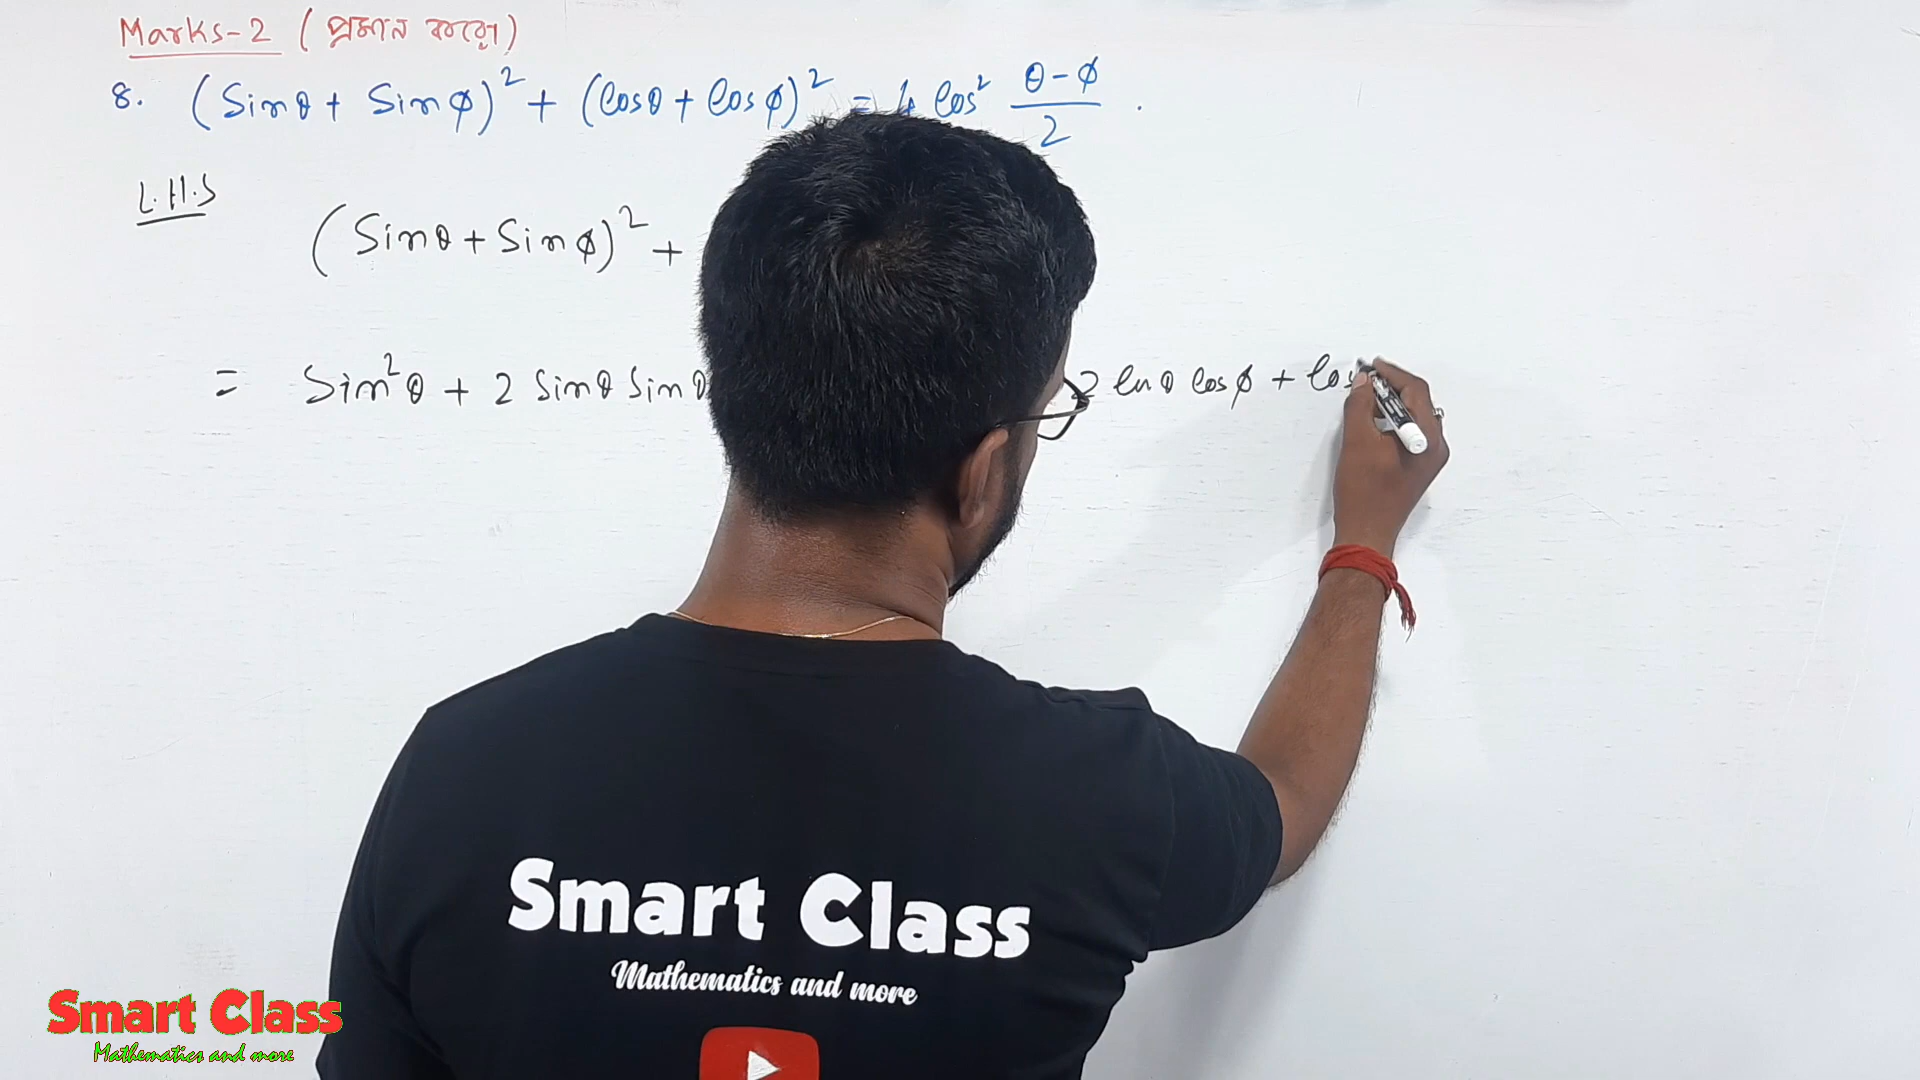 Marks-2 (প্রমান করো)
8. (Sinθ + Sinϕ)² + (Cosθ + Cosϕ)² = 4 Cos² θ-ϕ/2 .
L.H.S
(Sinθ + Sinϕ)² +
= Sin²θ + 2 Sinθ Sin 2 Cosθ Cosϕ + Cos
Smart Class
Mathematics and more
Smart Class
Mathematics and more